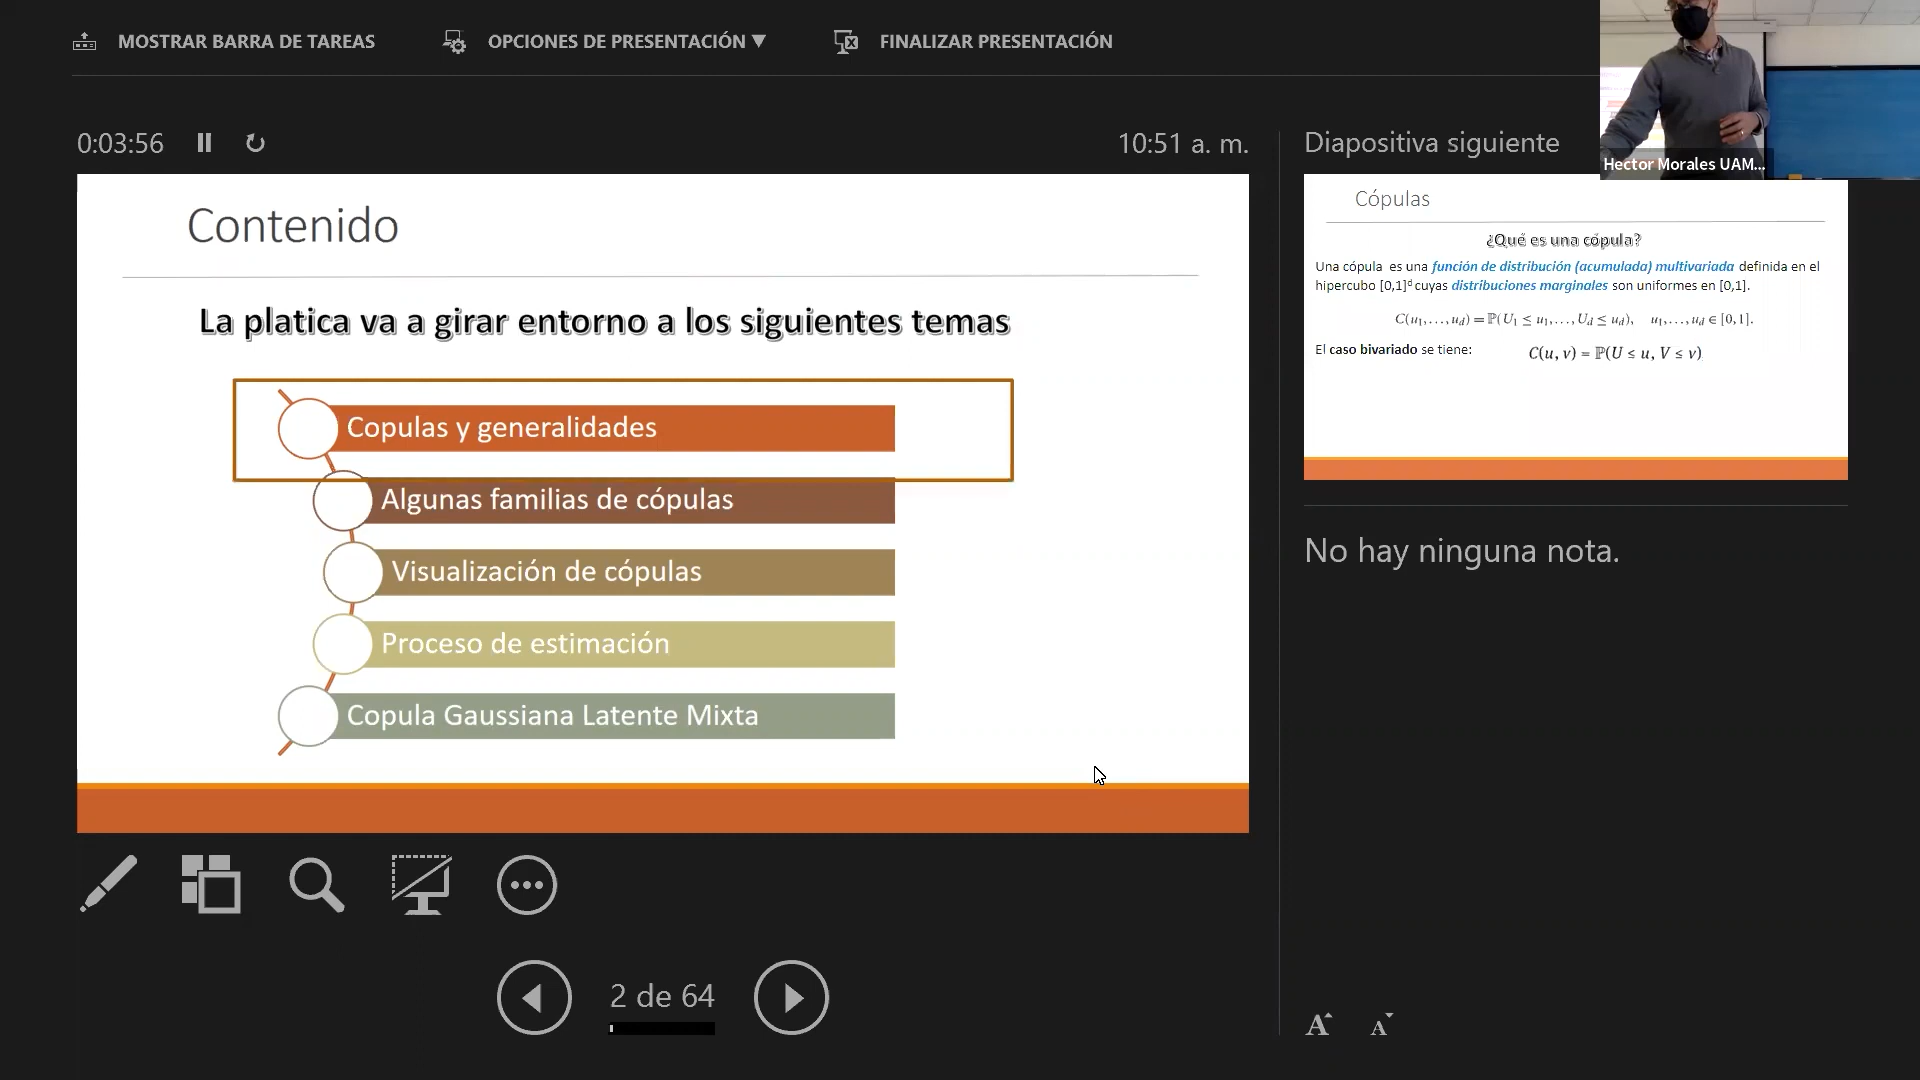 MOSTRAR BARRA DE TAREAS
OPCIONES DE PRESENTACIÓN ▼
FINALIZAR PRESENTACIÓN
Hector Morales UAM...
0:03:56
10:51 a. m.
Diapositiva siguiente
Contenido
La platica va a girar entorno a los siguientes temas
Copulas y generalidades
Algunas familias de cópulas
Visualización de cópulas
Proceso de estimación
Copula Gaussiana Latente Mixta
Cópulas
¿Qué es una cópula?
Una cópula es una función de distribución (acumulada) multivariada definida en el
hipercubo [0,1]ᵈ cuyas distribuciones marginales son uniformes en [0,1].
C(u₁,…,u_d) = ℙ(U₁ ≤ u₁,…, U_d ≤ u_d), u₁,…,u_d ∈ [0,1].
El caso bivariado se tiene: C(u, v) = ℙ(U ≤ u, V ≤ v)
No hay ninguna nota.
2 de 64
A A